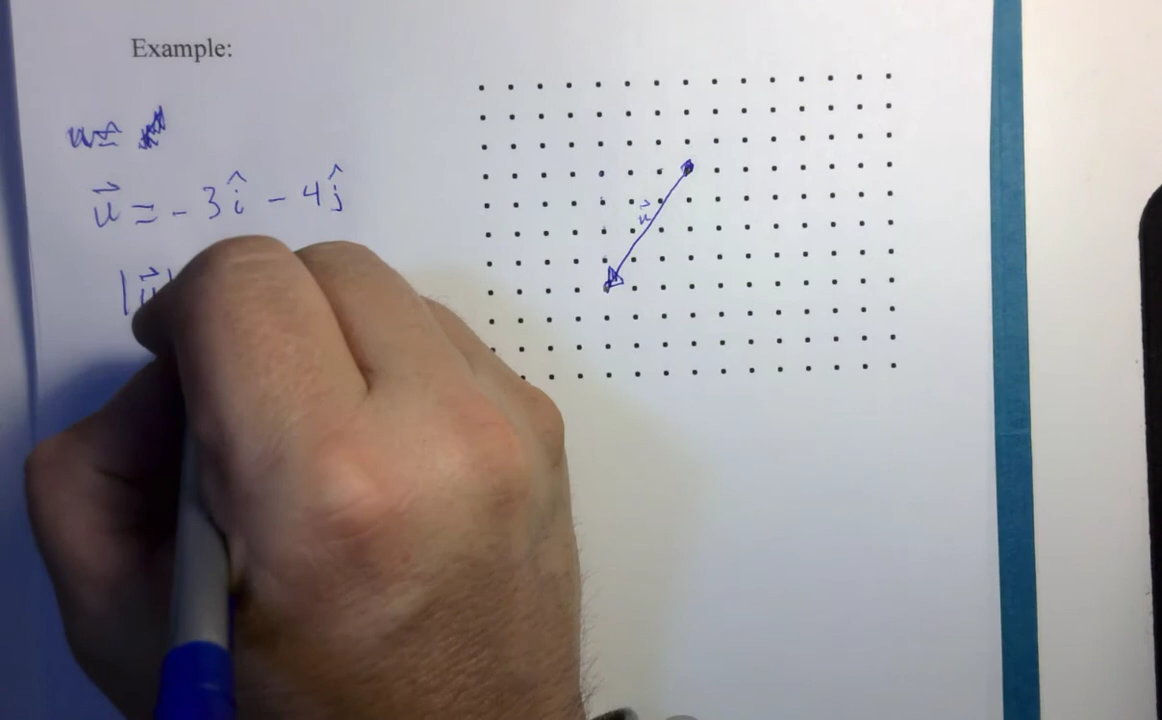 Example:
u=
u⃗ = - 3î - 4ĵ
|u⃗|
u⃗